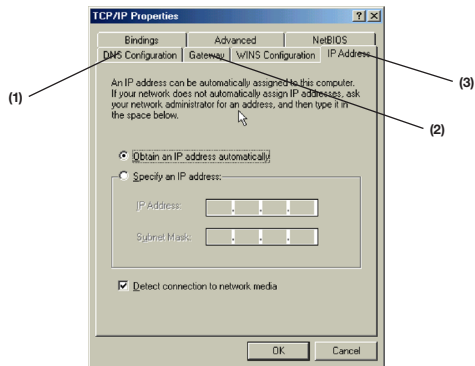 TCP/IP Properties
Bindings Advanced NetBIOS
DNS Configuration Gateway WINS Configuration IP Address
(1)
(2)
(3)
An IP address can be automatically assigned to this computer.
If your network does not automatically assign IP addresses, ask
your network administrator for an address, and then type it in
the space below.
Obtain an IP address automatically
Specify an IP address:
IP Address:
Subnet Mask:
Detect connection to network media
OK Cancel